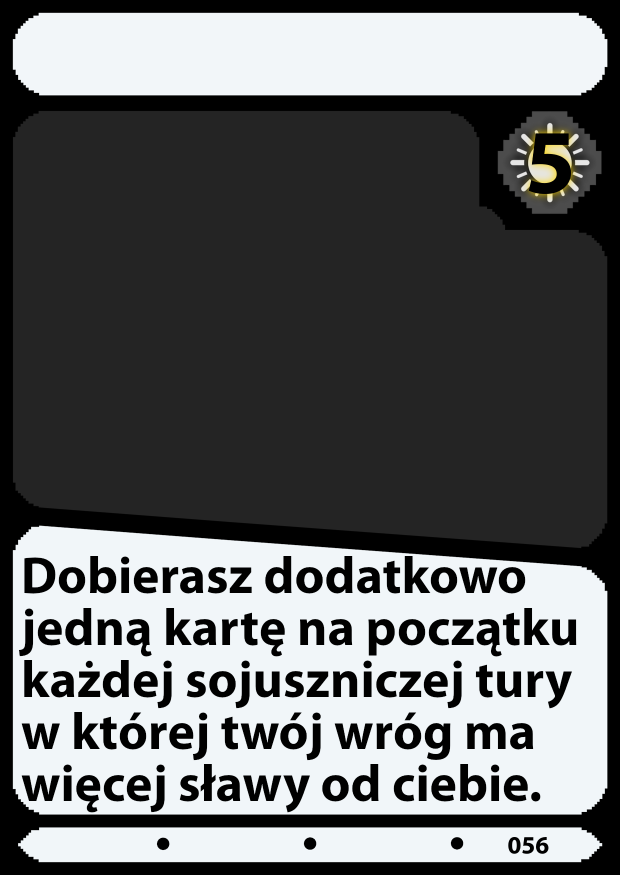 5
Dobierasz dodatkowo
jedną kartę na początku
każdej sojuszniczej tury
w której twój wróg ma
więcej sławy od ciebie.
• • • 056